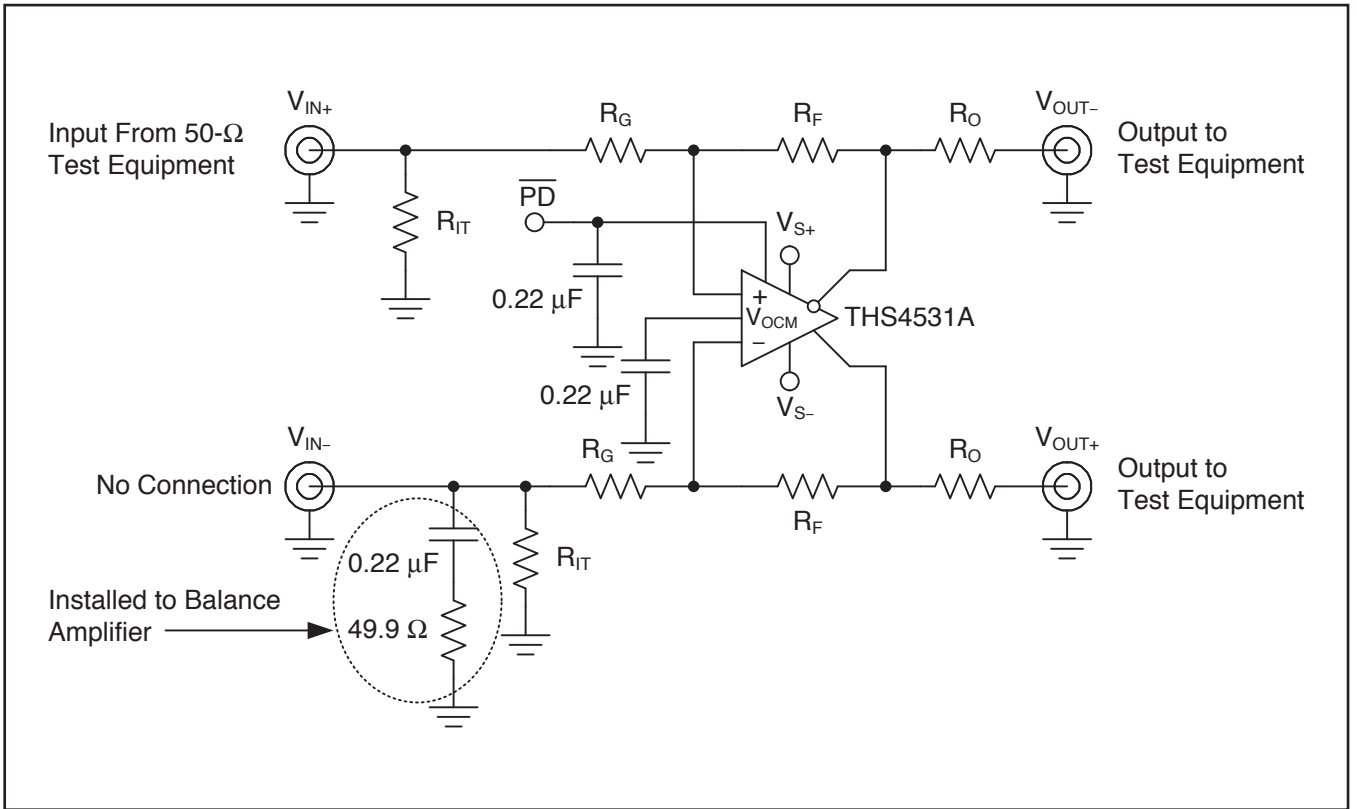 V_IN+
R_G
R_F
R_O
V_OUT–
Input From 50-Ω
Test Equipment
Output to
Test Equipment
PD
R_IT
V_S+
0.22 μF
+
V_OCM
–
THS4531A
0.22 μF
V_S–
V_IN–
R_G
R_O
V_OUT+
No Connection
Output to
Test Equipment
R_F
0.22 μF
R_IT
Installed to Balance
Amplifier
49.9 Ω